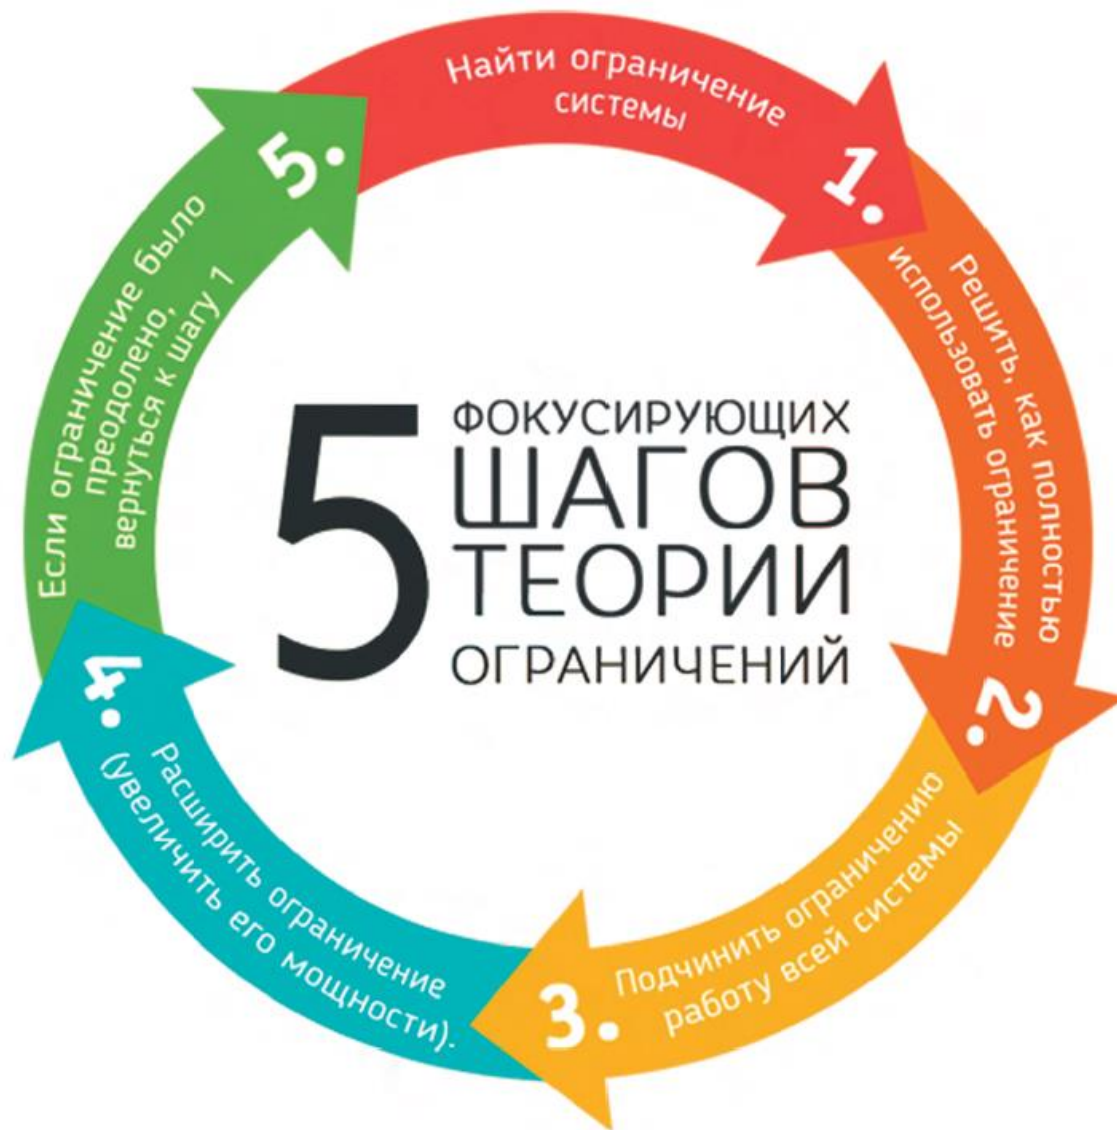 5
ФОКУСИРУЮЩИХ
ШАГОВ
ТЕОРИИ
ОГРАНИЧЕНИЙ
Найти ограничение
системы
1.
Решить, как полностью
использовать ограничение
2.
Подчинить ограничению
работу всей системы
3.
Расширить ограничение
(увеличить его мощности).
4.
Если ограничение было
преодолено,
вернуться к шагу 1
5.